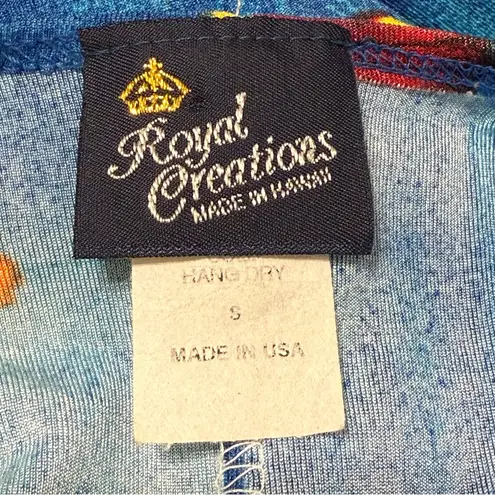 Royal
Creations
MADE IN HAWAII
HANG DRY
S
MADE IN USA